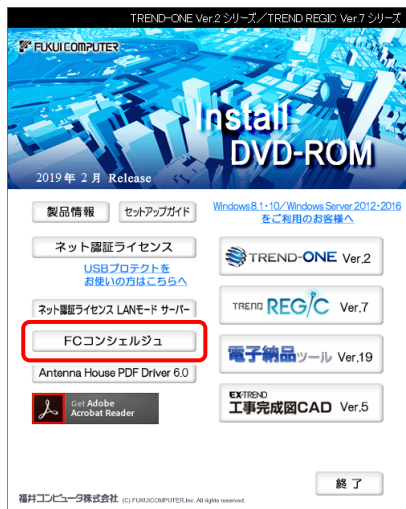 TREND-ONE Ver.2 シリーズ／TREND REGIC Ver.7 シリーズ
FUKUI COMPUTER
Install
DVD-ROM
2019年 2月 Release
製品情報
セットアップガイド
Windows8.1・10／Windows Server 2012・2016
をご利用のお客様へ
ネット認証ライセンス
USBプロテクトを
お使いの方はこちらへ
TREND-ONE Ver.2
ネット認証ライセンス LANモード サーバー
TREND REGIC Ver.7
FCコンシェルジュ
電子納品ツール Ver.19
Antenna House PDF Driver 6.0
Get Adobe
Acrobat Reader
EX-TREND
工事完成図CAD Ver.5
終 了
福井コンピュータ株式会社 (C) FUKUI COMPUTER,Inc. All rights reserved.